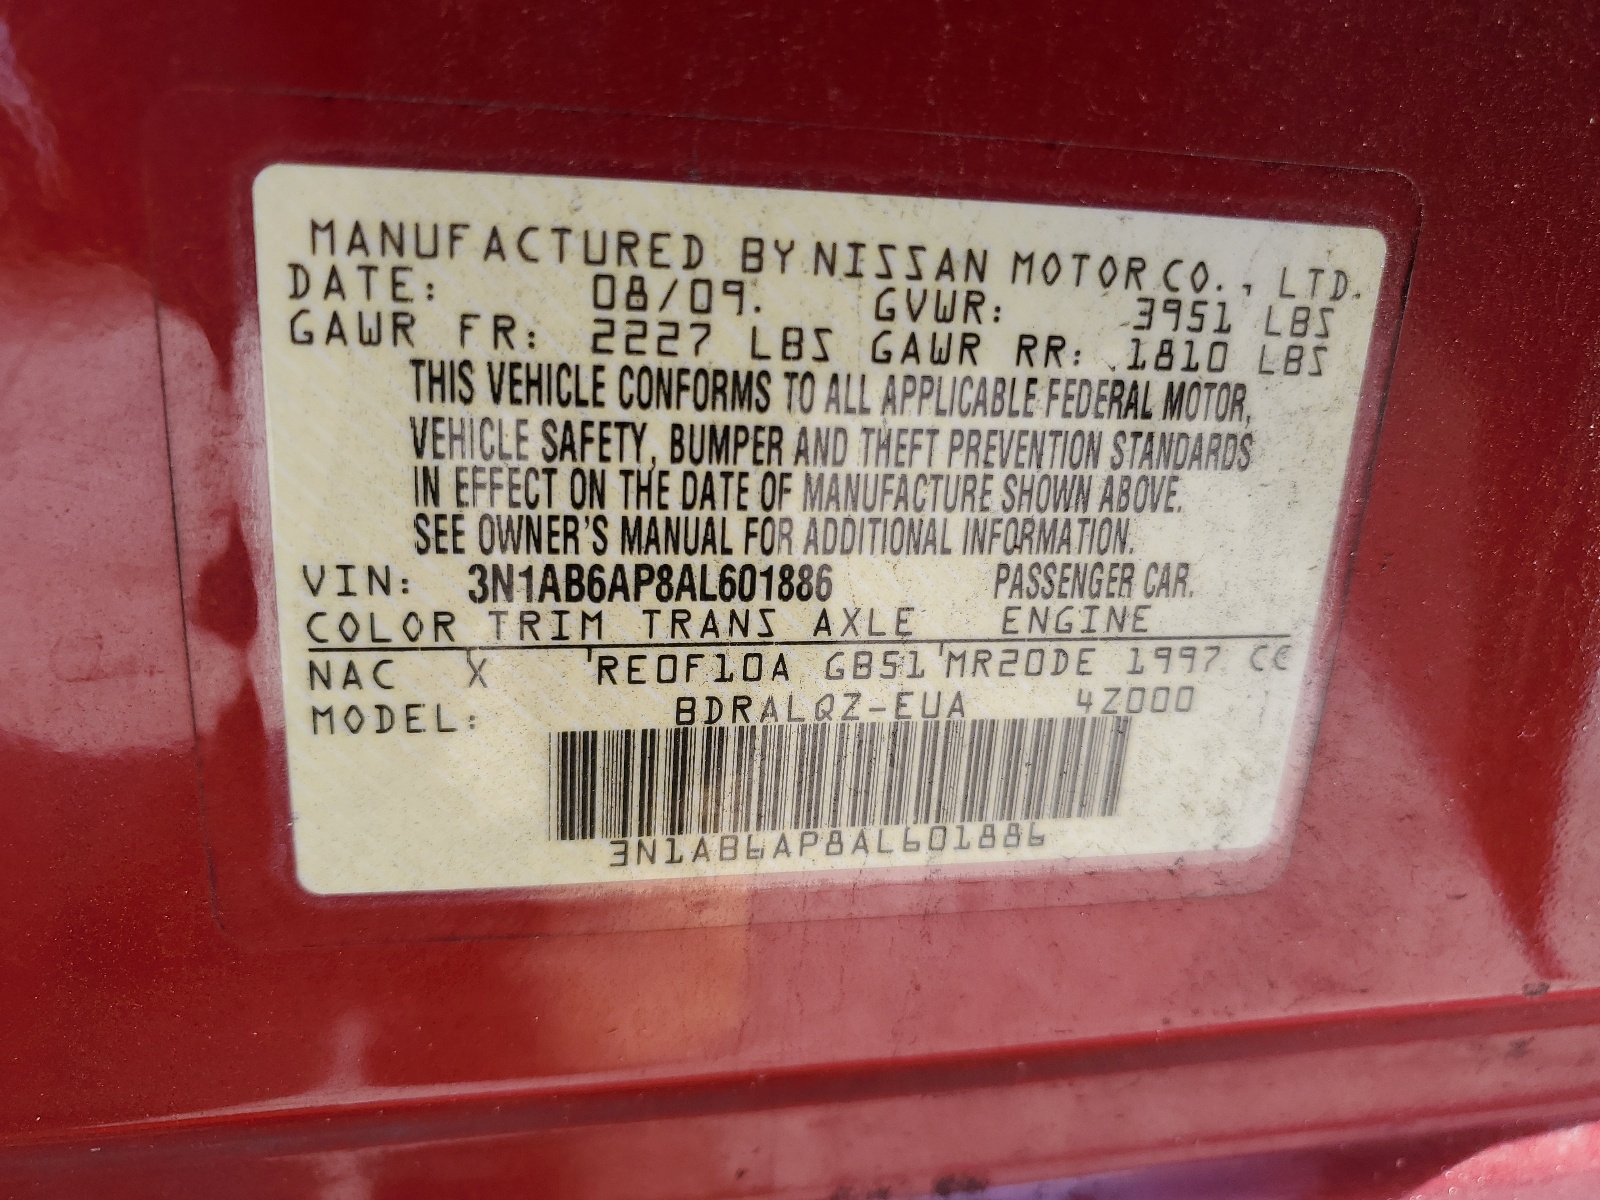 MANUFACTURED BY NISSAN MOTOR CO., LTD.
DATE: 08/09. GVWR: 3951 LBS
GAWR FR: 2227 LBS GAWR RR: 1810 LBS
THIS VEHICLE CONFORMS TO ALL APPLICABLE FEDERAL MOTOR,
VEHICLE SAFETY, BUMPER AND THEFT PREVENTION STANDARDS
IN EFFECT ON THE DATE OF MANUFACTURE SHOWN ABOVE.
SEE OWNER'S MANUAL FOR ADDITIONAL INFORMATION.
VIN: 3N1AB6AP8AL601886 PASSENGER CAR.
COLOR TRIM TRANS AXLE ENGINE
NAC X RE0F10A GB51 MR20DE 1997 CC
MODEL: BDRALQZ-EUA 4Z000
3N1AB6AP8AL601886